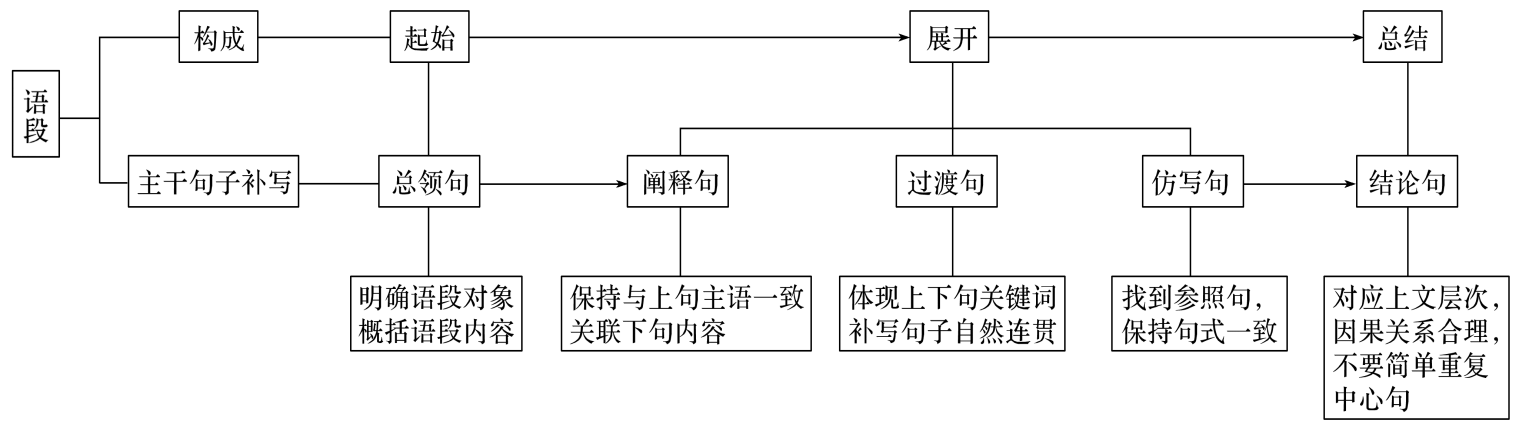 构成
起始
展开
总结
语
段
主干句子补写
总领句
阐释句
过渡句
仿写句
结论句
明确语段对象
概括语段内容
保持与上句主语一致
关联下句内容
体现上下句关键词
补写句子自然连贯
找到参照句，
保持句式一致
对应上文层次，
因果关系合理，
不要简单重复
中心句